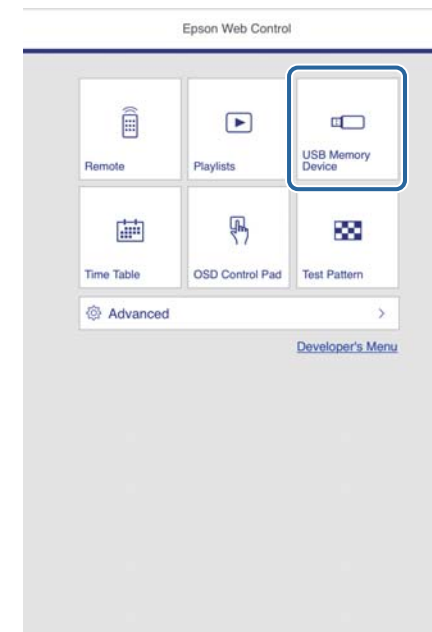 Epson Web Control
Remote
Playlists
USB Memory
Device
Time Table
OSD Control Pad
Test Pattern
Advanced
Developer's Menu